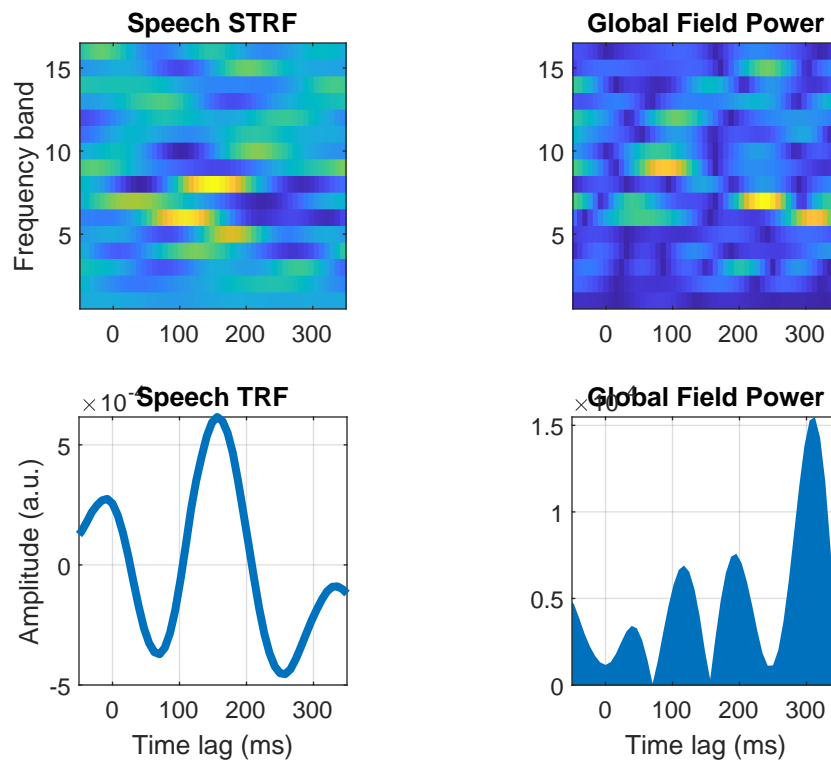 Speech STRF
Global Field Power
Frequency band
15
10
5
0 100 200 300
15
10
5
0 100 200 300
× 10-4
Speech TRF
Global Field Power
Amplitude (a.u.)
5
0
-5
0 100 200 300
Time lag (ms)
1.5
1
0.5
0
0 100 200 300
Time lag (ms)